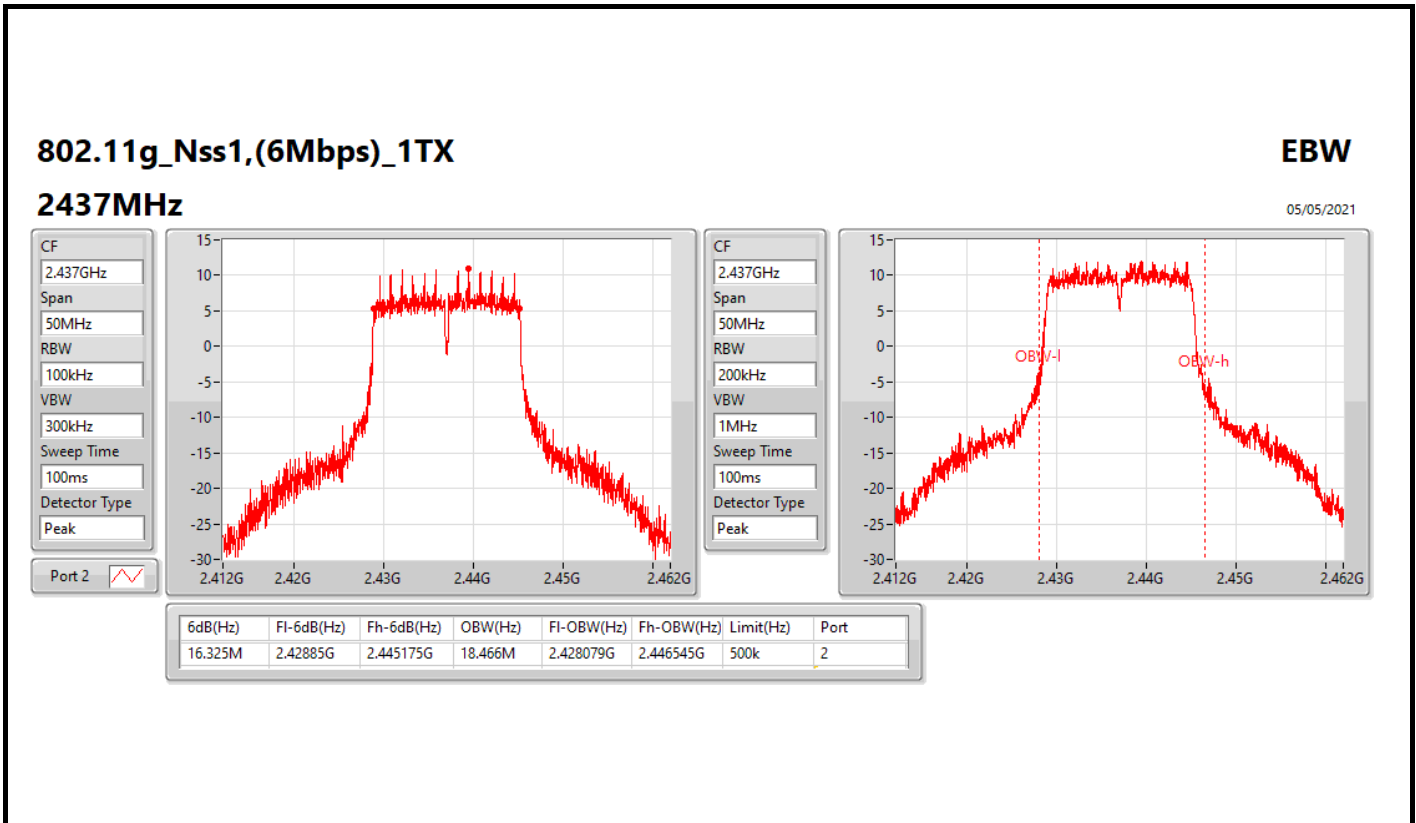 802.11g_Nss1,(6Mbps)_1TX
EBW
2437MHz
05/05/2021
CF
2.437GHz
Span
50MHz
RBW
100kHz
VBW
300kHz
Sweep Time
100ms
Detector Type
Peak
Port 2
15
10
5
0
-5
-10
-15
-20
-25
-30
2.412G 2.42G 2.43G 2.44G 2.45G 2.462G
CF
2.437GHz
Span
50MHz
RBW
200kHz
VBW
1MHz
Sweep Time
100ms
Detector Type
Peak
15
10
5
0
-5
-10
-15
-20
-25
-30
OBW-l
OBW-h
2.412G 2.42G 2.43G 2.44G 2.45G 2.462G
6dB(Hz) Fl-6dB(Hz) Fh-6dB(Hz) OBW(Hz) Fl-OBW(Hz) Fh-OBW(Hz) Limit(Hz) Port
16.325M 2.42885G 2.445175G 18.466M 2.428079G 2.446545G 500k 2